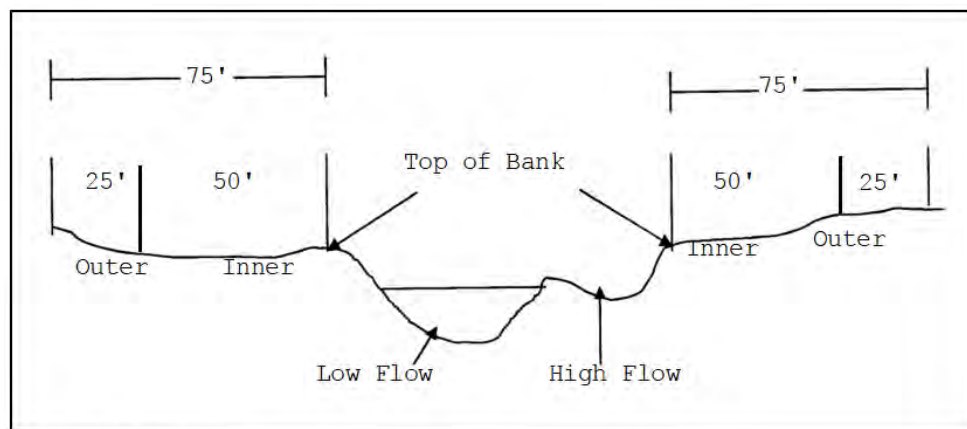 75'
75'
Top of Bank
25'
50'
50'
25'
Outer
Inner
Inner
Outer
Low Flow
High Flow